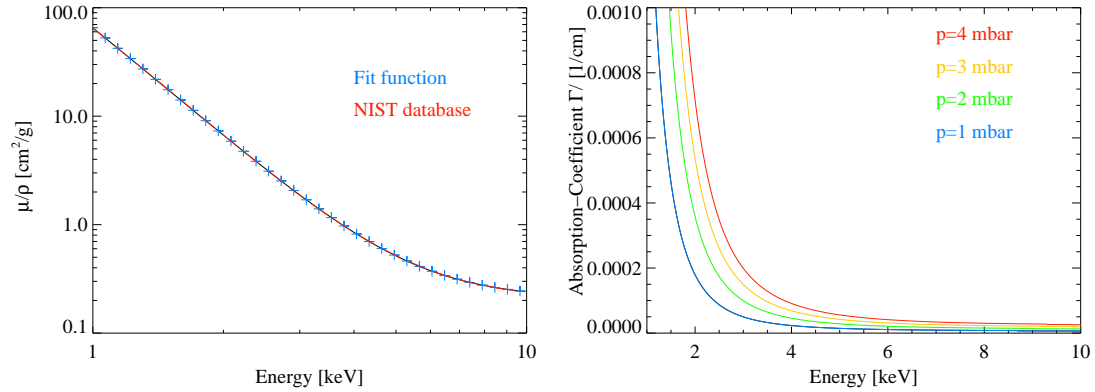 100.0
10.0
1.0
0.1
μ/ρ [cm²/g]
Fit function
NIST database
1
10
Energy [keV]
0.0010
0.0008
0.0006
0.0004
0.0002
0.0000
Absorption−Coefficient Γ/ [1/cm]
p=4 mbar
p=3 mbar
p=2 mbar
p=1 mbar
2
4
6
8
10
Energy [keV]